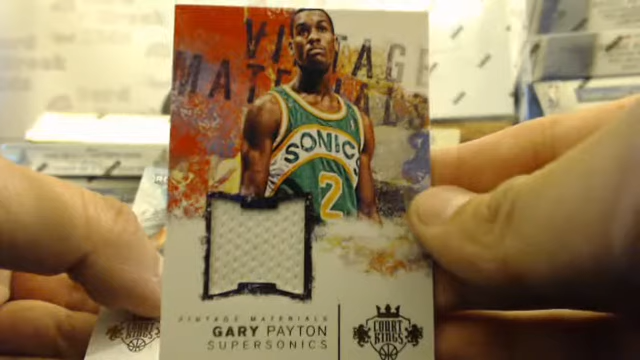 VINTAGE
MATERIALS
SONICS
2
VINTAGE MATERIALS
GARY PAYTON
SUPERSONICS
COURT
KINGS